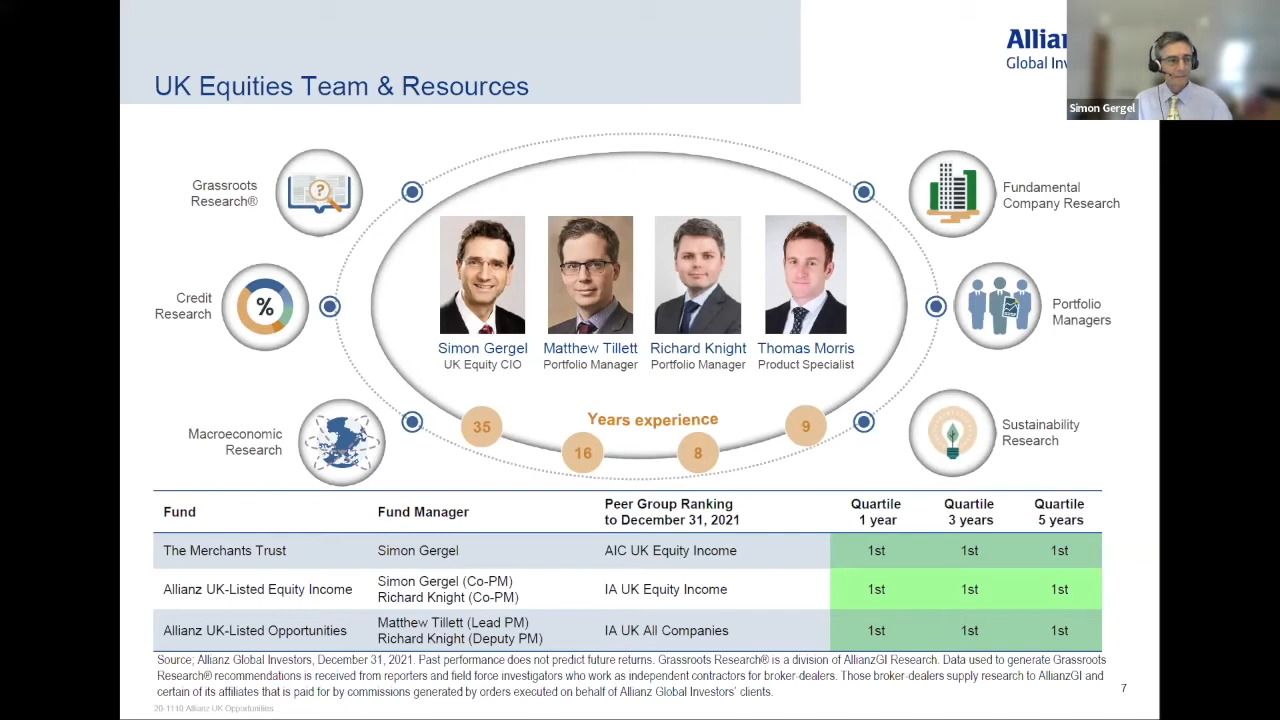 UK Equities Team & Resources
Global Inv
Simon Gergel
Grassroots
Research®
?
Fundamental
Company Research
Credit
Research
%
Portfolio
Managers
Simon Gergel
UK Equity CIO
Matthew Tillett
Portfolio Manager
Richard Knight
Portfolio Manager
Thomas Morris
Product Specialist
Macroeconomic
Research
Years experience
35
16
8
9
Sustainability
Research
Fund
Fund Manager
Peer Group Ranking
to December 31, 2021
Quartile
1 year
Quartile
3 years
Quartile
5 years
The Merchants Trust
Simon Gergel
AIC UK Equity Income
1st
1st
1st
Allianz UK-Listed Equity Income
Simon Gergel (Co-PM)
Richard Knight (Co-PM)
IA UK Equity Income
1st
1st
1st
Allianz UK-Listed Opportunities
Matthew Tillett (Lead PM)
Richard Knight (Deputy PM)
IA UK All Companies
1st
1st
1st
Source; Allianz Global Investors, December 31, 2021. Past performance does not predict future returns. Grassroots Research® is a division of AllianzGI Research. Data used to generate Grassroots
Research® recommendations is received from reporters and field force investigators who work as independent contractors for broker-dealers. Those broker-dealers supply research to AllianzGI and
certain of its affiliates that is paid for by commissions generated by orders executed on behalf of Allianz Global Investors' clients.
7
20-1110 Allianz UK Opportunities